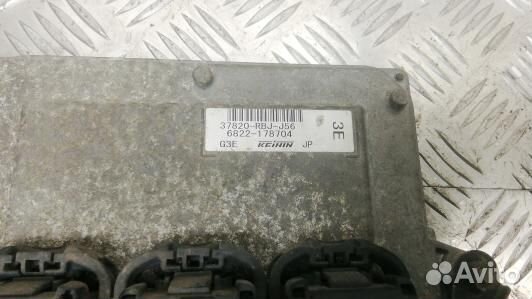 37820-RBJ-J56
6822-178704
G3E KEIHIN JP
3E
Avito